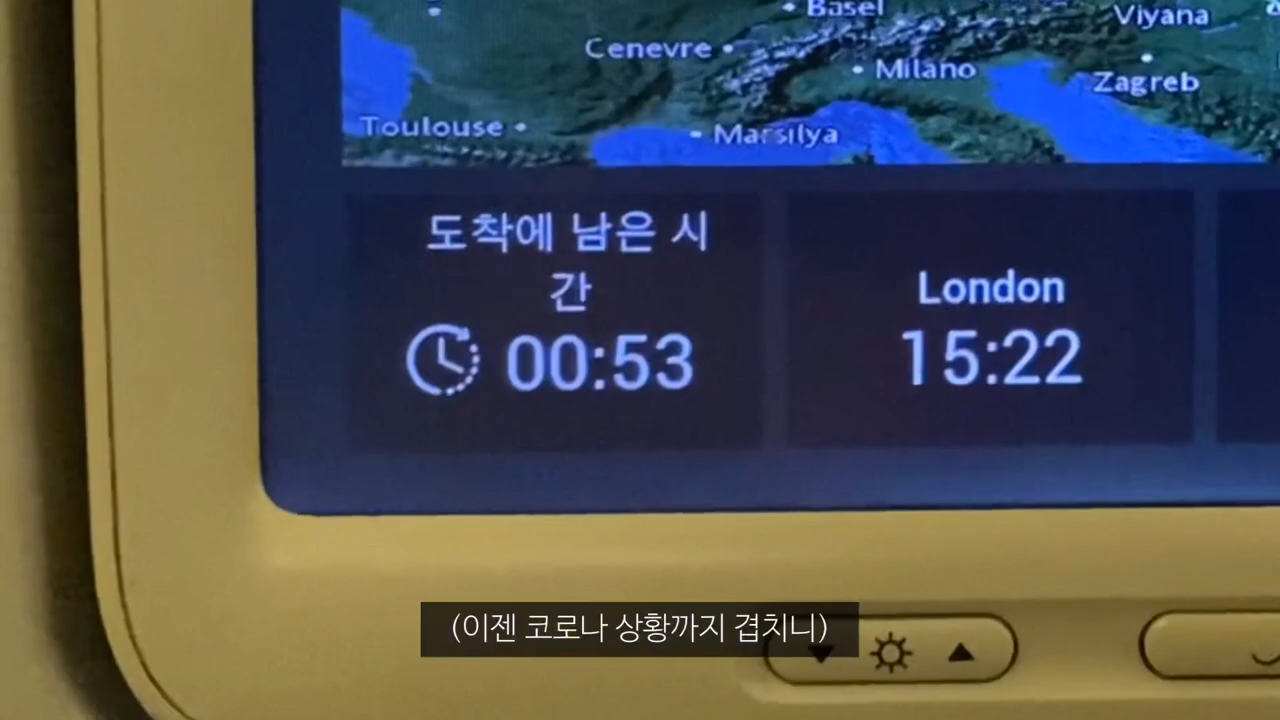 Basel
Viyana
Cenevre
Milano
Zagreb
Toulouse
Marsilya
도착에 남은 시
간
00:53
London
15:22
(이젠 코로나 상황까지 겹치니)